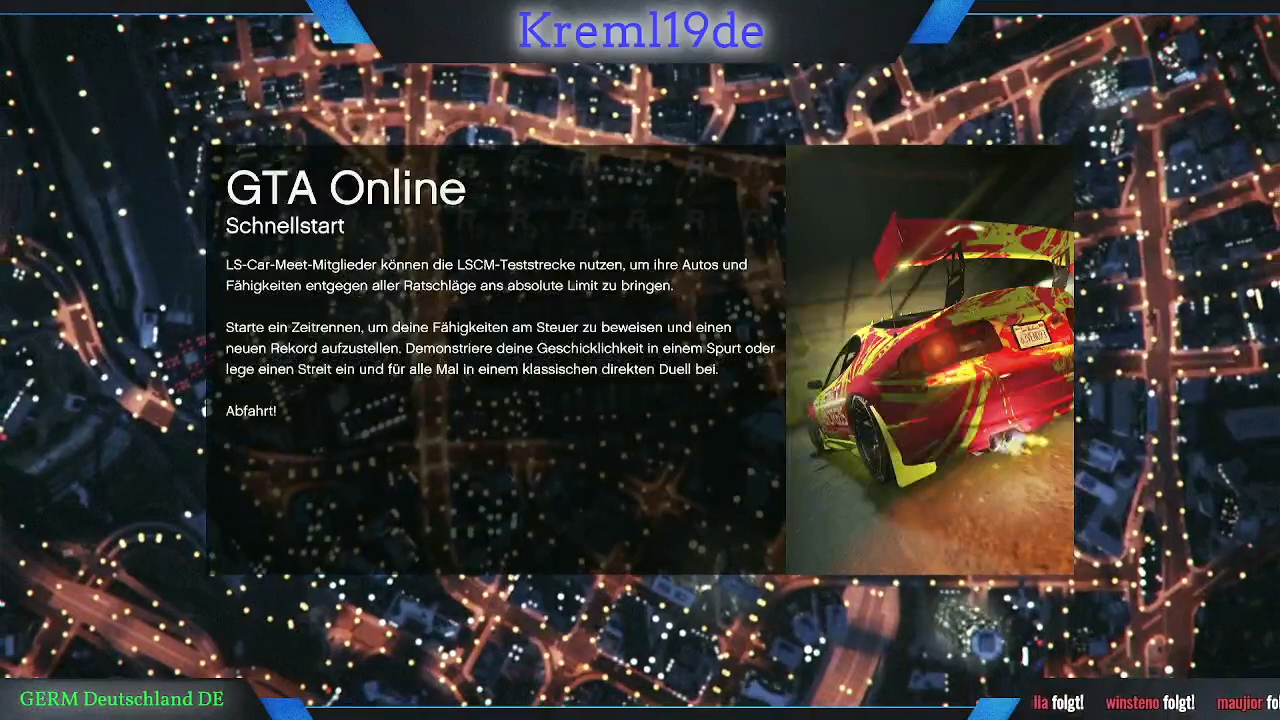 Kreml19de
GTA Online
Schnellstart
LS-Car-Meet-Mitglieder können die LSCM-Teststrecke nutzen, um ihre Autos und
Fähigkeiten entgegen aller Ratschläge ans absolute Limit zu bringen.
Starte ein Zeitrennen, um deine Fähigkeiten am Steuer zu beweisen und einen
neuen Rekord einzustellen. Demonstriere deine Geschicklichkeit in einem Spurt oder
lege einen Streit ein und für alle Mal in einem klassischen direkten Duell bei.
Abfahrt!
GERM Deutschland DE
lia folgt! winsteno folgt! maujior fo